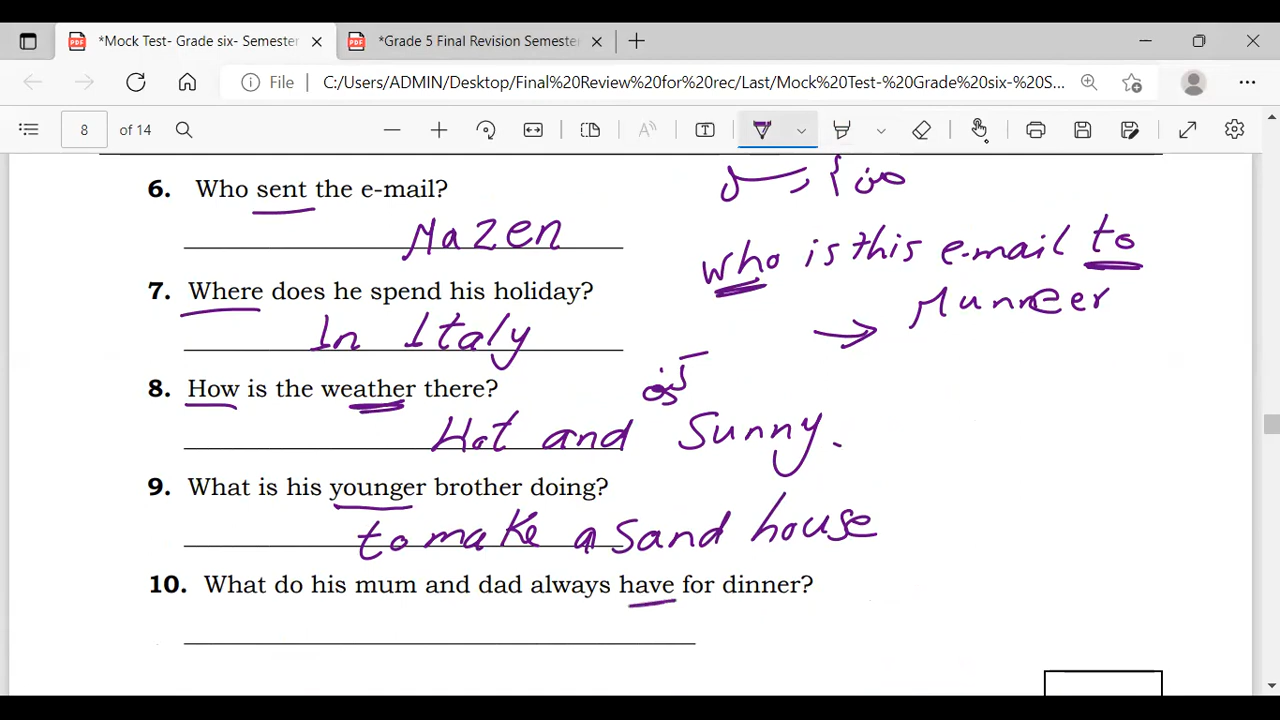 *Mock Test- Grade six- Semester
*Grade 5 Final Revision Semester
File
C:/Users/ADMIN/Desktop/Final%20Review%20for%20rec/Last/Mock%20Test-%20Grade%20six-%20S...
8 of 14
6. Who sent the e-mail?
Mazen
who is this e.mail to
7. Where does he spend his holiday?
Munreer
In Italy
8. How is the weather there?
Hot and Sunny.
9. What is his younger brother doing?
to make a sand house
10. What do his mum and dad always have for dinner?